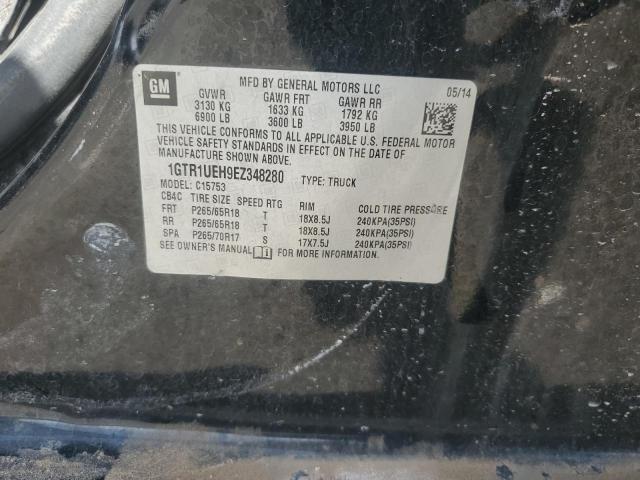 GM
MFD BY GENERAL MOTORS LLC
05/14
GVWR GAWR FRT GAWR RR
3130 KG 1633 KG 1792 KG
6900 LB 3600 LB 3950 LB
THIS VEHICLE CONFORMS TO ALL APPLICABLE U.S. FEDERAL MOTOR
VEHICLE SAFETY STANDARDS IN EFFECT ON THE DATE OF
MANUFACTURE SHOWN ABOVE.
1GTR1UEH9EZ348280 TYPE: TRUCK
MODEL: C15753
CB4C TIRE SIZE SPEED RTG RIM COLD TIRE PRESSURE
FRT P265/65R18 T 18X8.5J 240KPA(35PSI)
RR P265/65R18 T 18X8.5J 240KPA(35PSI)
SPA P265/70R17 S 17X7.5J 240KPA(35PSI)
SEE OWNER'S MANUAL i FOR MORE INFORMATION.